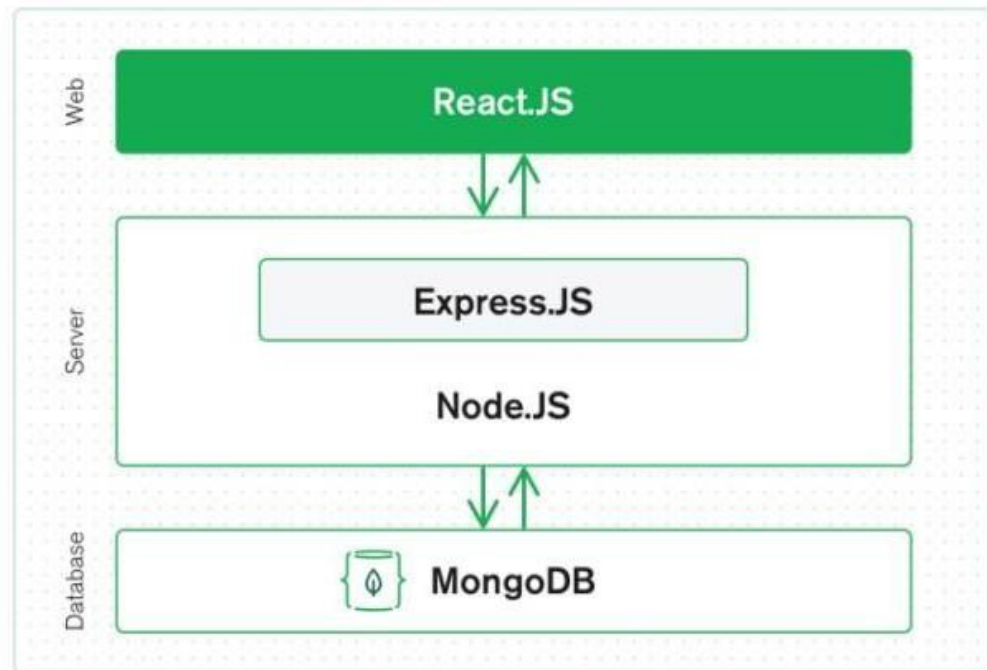 Web
React.JS
Server
Express.JS
Node.JS
Database
MongoDB